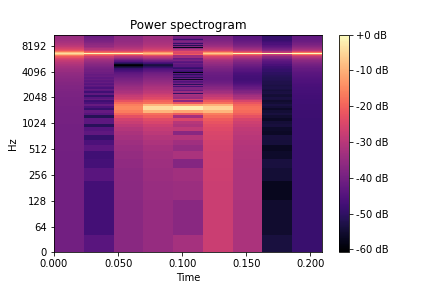 Power spectrogram
8192
4096
2048
1024
512
256
128
64
0
Hz
0.000 0.050 0.100 0.150 0.200
Time
+0 dB
-10 dB
-20 dB
-30 dB
-40 dB
-50 dB
-60 dB